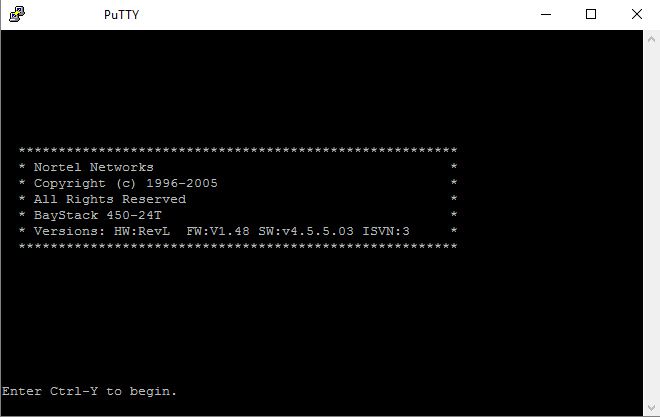 PuTTY
*******************************************************
* Nortel Networks                                     *
* Copyright (c) 1996-2005                             *
* All Rights Reserved                                 *
* BayStack 450-24T                                    *
* Versions: HW:RevL  FW:V1.48 SW:v4.5.5.03 ISVN:3     *
*******************************************************
Enter Ctrl-Y to begin.